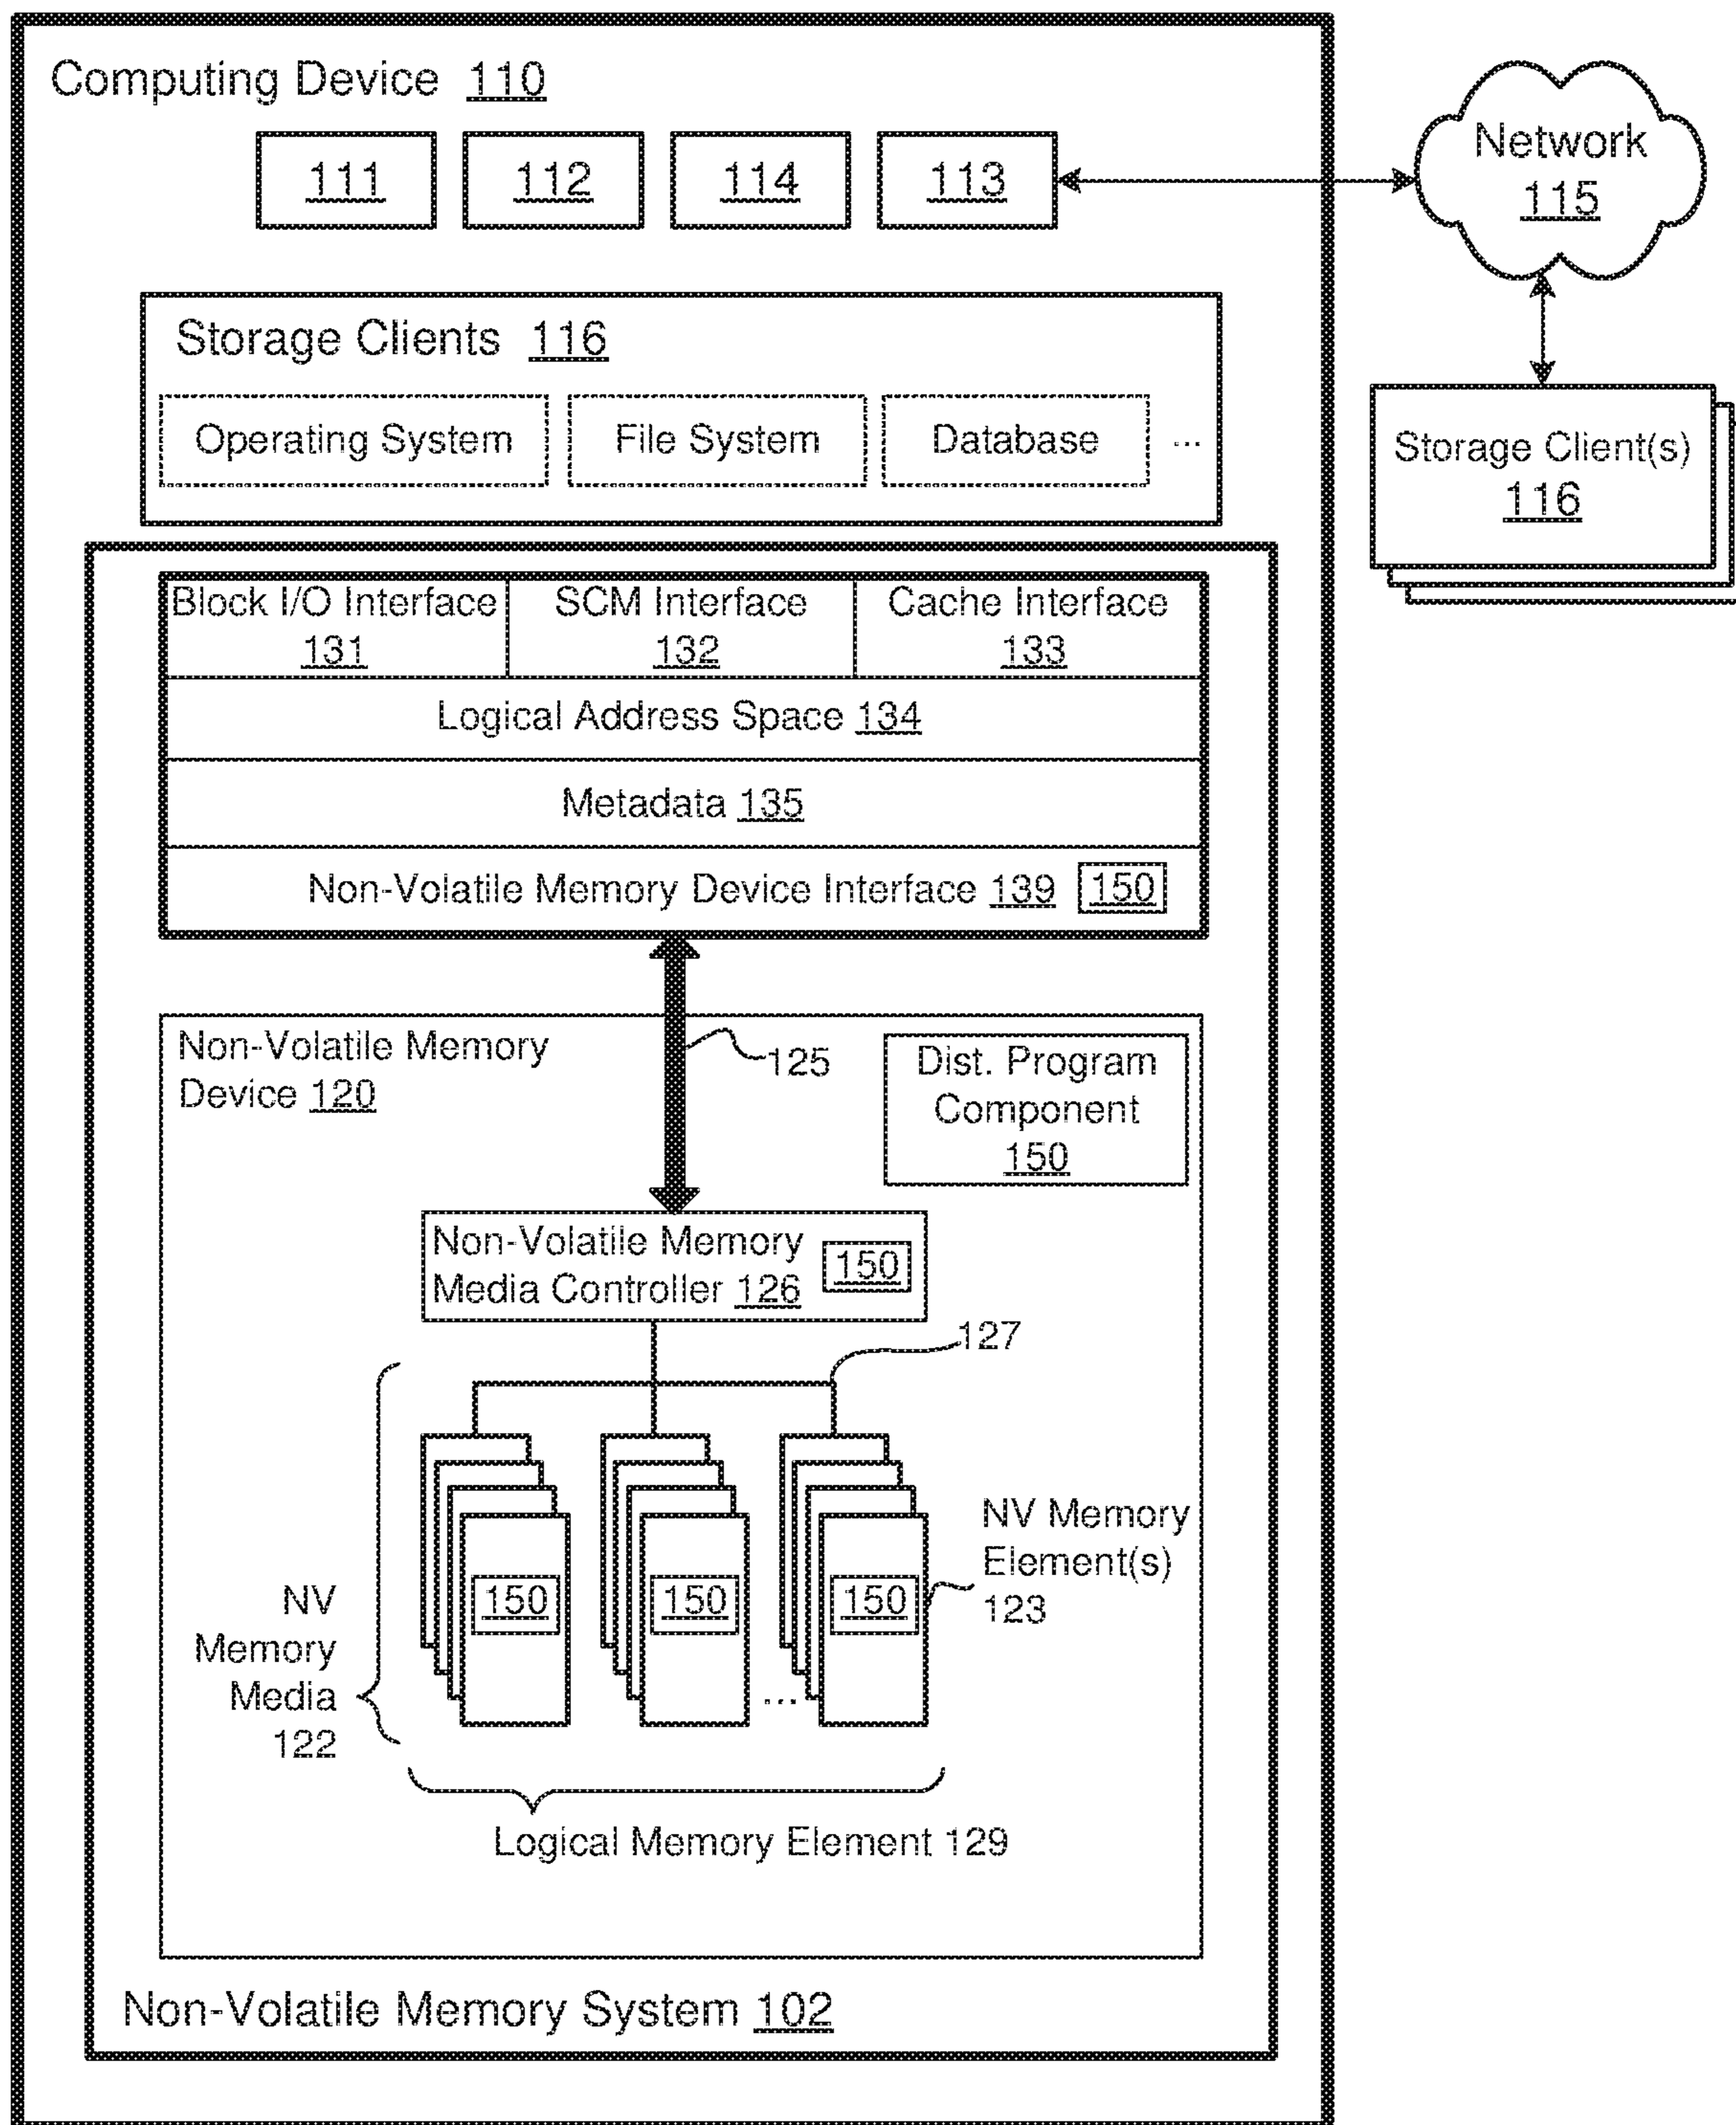 Computing Device 110
111 112 114 113
Network
115
Storage Clients 116
Operating System File System Database ...
Storage Client(s)
116
Block I/O Interface SCM Interface Cache Interface
131 132 133
Logical Address Space 134
Metadata 135
Non-Volatile Memory Device Interface 139 150
Non-Volatile Memory
Device 120
125
Dist. Program
Component
150
Non-Volatile Memory
Media Controller 126
150
127
NV Memory
Element(s)
123
150 150 150
...
NV
Memory
Media
122
Logical Memory Element 129
Non-Volatile Memory System 102